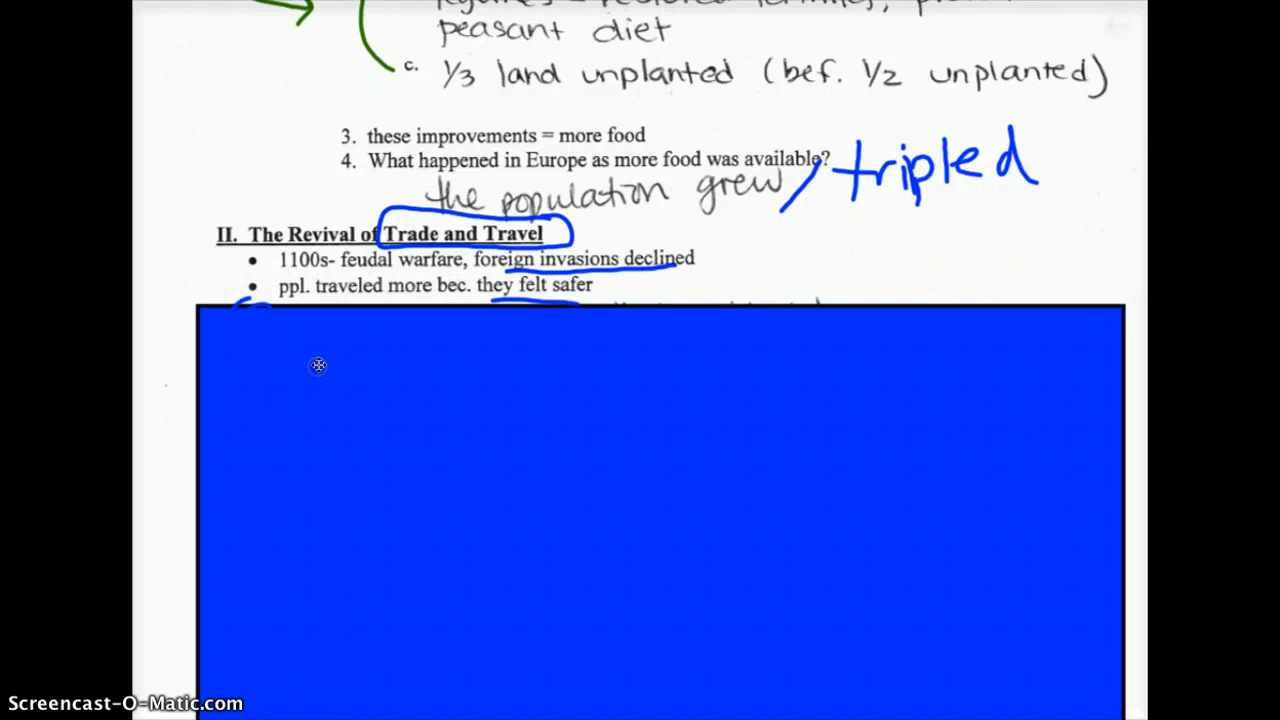 peasant diet
c. 1/3 land unplanted (bef. 1/2 unplanted)
3. these improvements = more food
4. What happened in Europe as more food was available?
the population grew / tripled
II. The Revival of Trade and Travel
• 1100s- feudal warfare, foreign invasions declined
• ppl. traveled more bec. they felt safer
Screencast-O-Matic.com